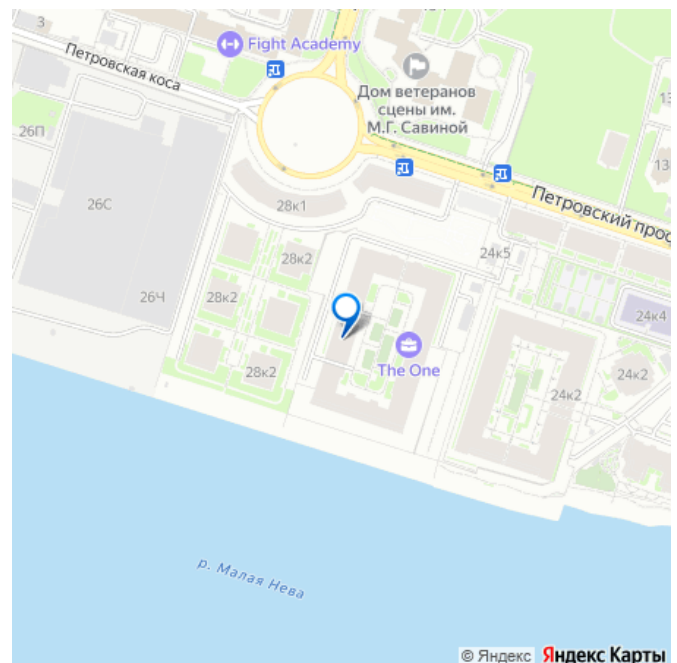 3
Fight Academy
Петровская коса
Дом ветеранов
сцены им.
М.Г. Савиной
26П
13
Петровский прос
26С
28к1
24к5
28к2
26Ч
28к2
24к4
The One
28к2
24к2
24к2
р. Малая Нева
© Яндекс Яндекс Карты